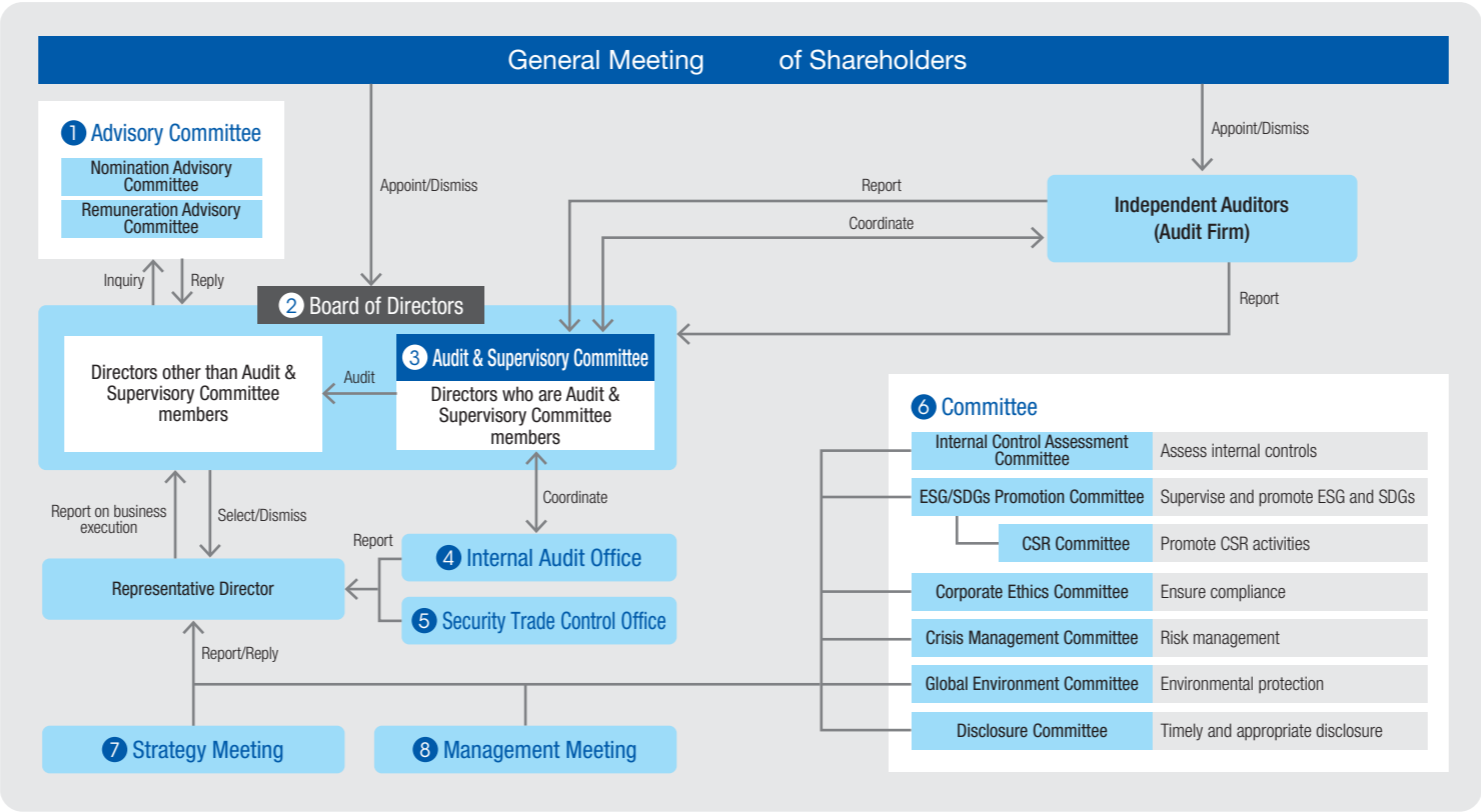 General Meeting of Shareholders
1 Advisory Committee
Nomination Advisory
Committee
Remuneration Advisory
Committee
Appoint/Dismiss
Appoint/Dismiss
Report
Coordinate
Independent Auditors
(Audit Firm)
Inquiry
Reply
Report
2 Board of Directors
Directors other than Audit &
Supervisory Committee
members
Audit
3 Audit & Supervisory Committee
Directors who are Audit &
Supervisory Committee
members
Report on business
execution
Select/Dismiss
Coordinate
Report
4 Internal Audit Office
Representative Director
5 Security Trade Control Office
Report/Reply
7 Strategy Meeting
8 Management Meeting
6 Committee
Internal Control Assessment
Committee
Assess internal controls
ESG/SDGs Promotion Committee
Supervise and promote ESG and SDGs
CSR Committee
Promote CSR activities
Corporate Ethics Committee
Ensure compliance
Crisis Management Committee
Risk management
Global Environment Committee
Environmental protection
Disclosure Committee
Timely and appropriate disclosure